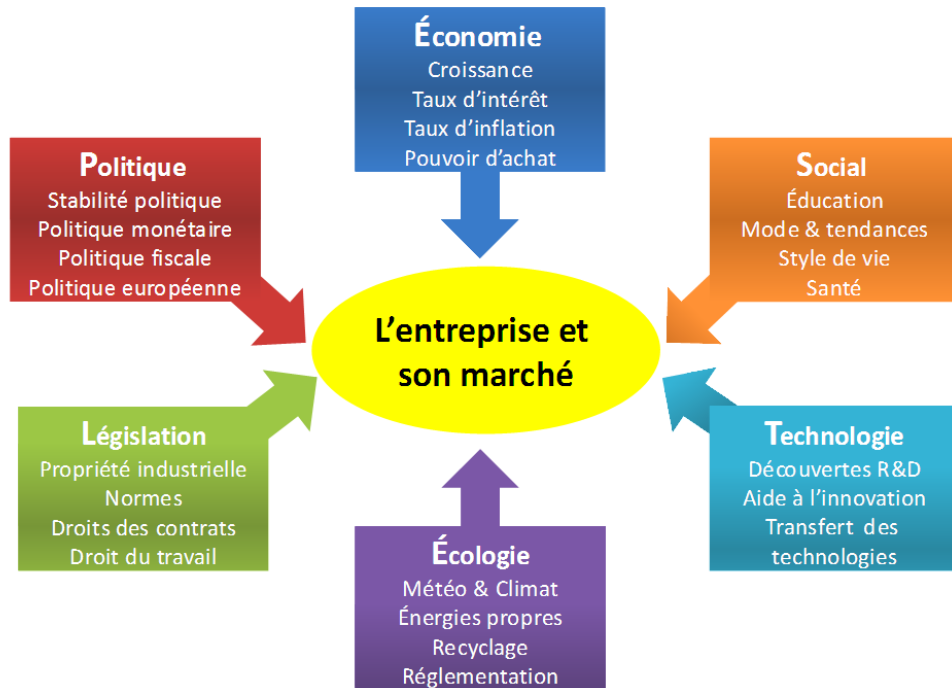 Économie
Croissance
Taux d'intérêt
Taux d'inflation
Pouvoir d'achat
Politique
Stabilité politique
Politique monétaire
Politique fiscale
Politique européenne
Social
Éducation
Mode & tendances
Style de vie
Santé
L'entreprise et
son marché
Législation
Propriété industrielle
Normes
Droits des contrats
Droit du travail
Technologie
Découvertes R&D
Aide à l'innovation
Transfert des
technologies
Écologie
Météo & Climat
Énergies propres
Recyclage
Réglementation